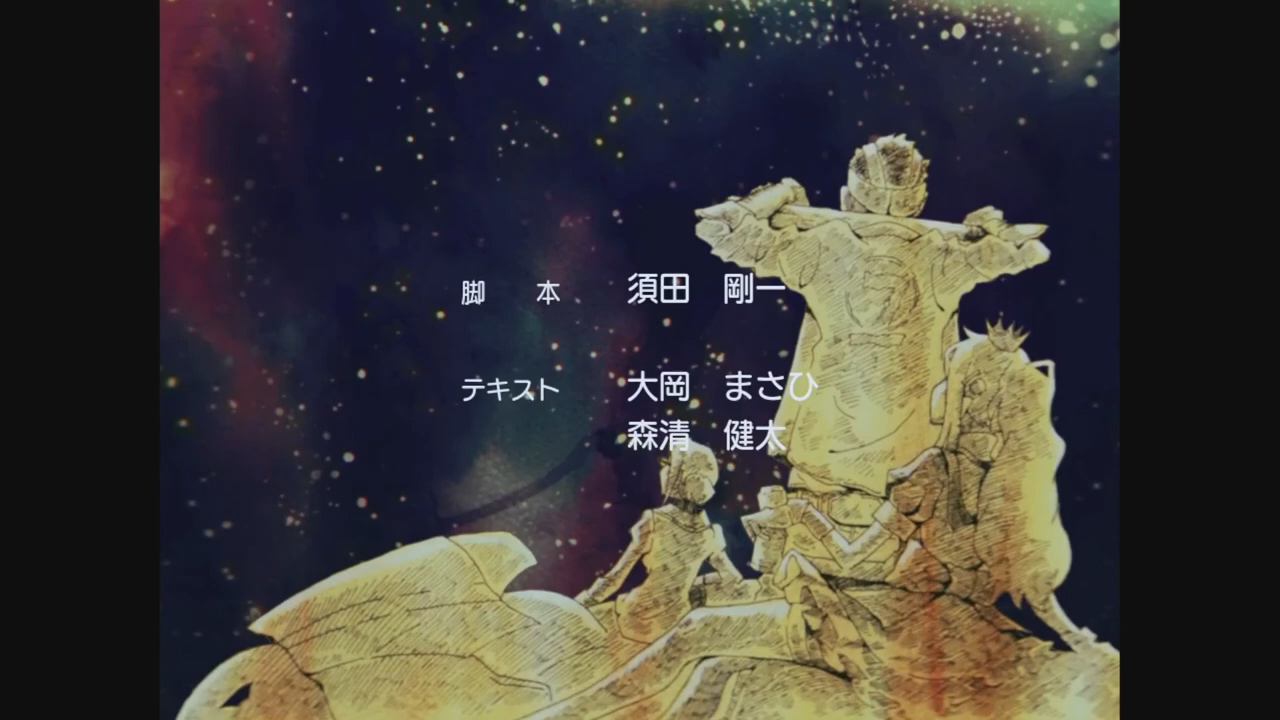 脚　本　須田　剛一
テキスト　大岡　まさひ
森清　健太